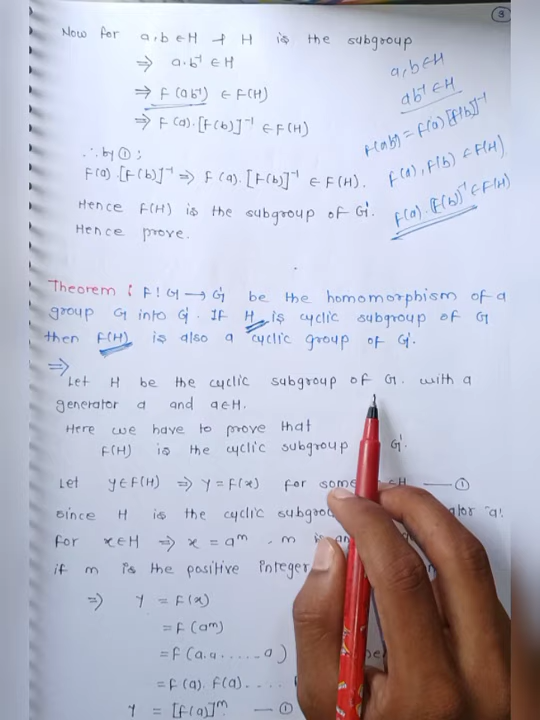 3
Now for a,b ∈ H & H is the subgroup
⇒ a.b⁻¹ ∈ H
⇒ f(ab⁻¹) ∈ F(H)
⇒ F(a).[F(b)]⁻¹ ∈ F(H)
∴ by ①;
F(a).[F(b)]⁻¹ ⇒ f(a).[F(b)]⁻¹ ∈ F(H).
Hence F(H) is the subgroup of G'.
Hence prove.
a,b ∈ H
ab⁻¹ ∈ H
F(ab⁻¹) = F(a)[F(b)]⁻¹
F(a), F(b) ∈ F(H)
F(a).[F(b)]⁻¹ ∈ F(H)
Theorem : F: G → G' be the homomorphism of a
group G into G'. If H is cyclic subgroup of G
then F(H) is also a cyclic group of G'.
⇒
Let H be the cyclic subgroup of G. with a
generator a and a∈H.
Here we have to prove that
F(H) is the cyclic subgroup G'.
Let y∈F(H) ⇒ y=F(x) for some ∈H — ①
since H is the cyclic a.
For x∈H ⇒ x = aᵐ . m
if m is the positive integer
⇒ y = F(x)
= F(aᵐ)
= F(a.a.....a)
= F(a).F(a)....
y = [F(a)]ᵐ — ①